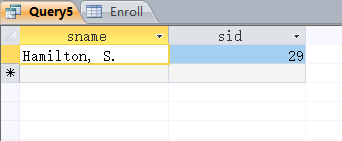 Query5 Enroll
sname sid
Hamilton, S. 29